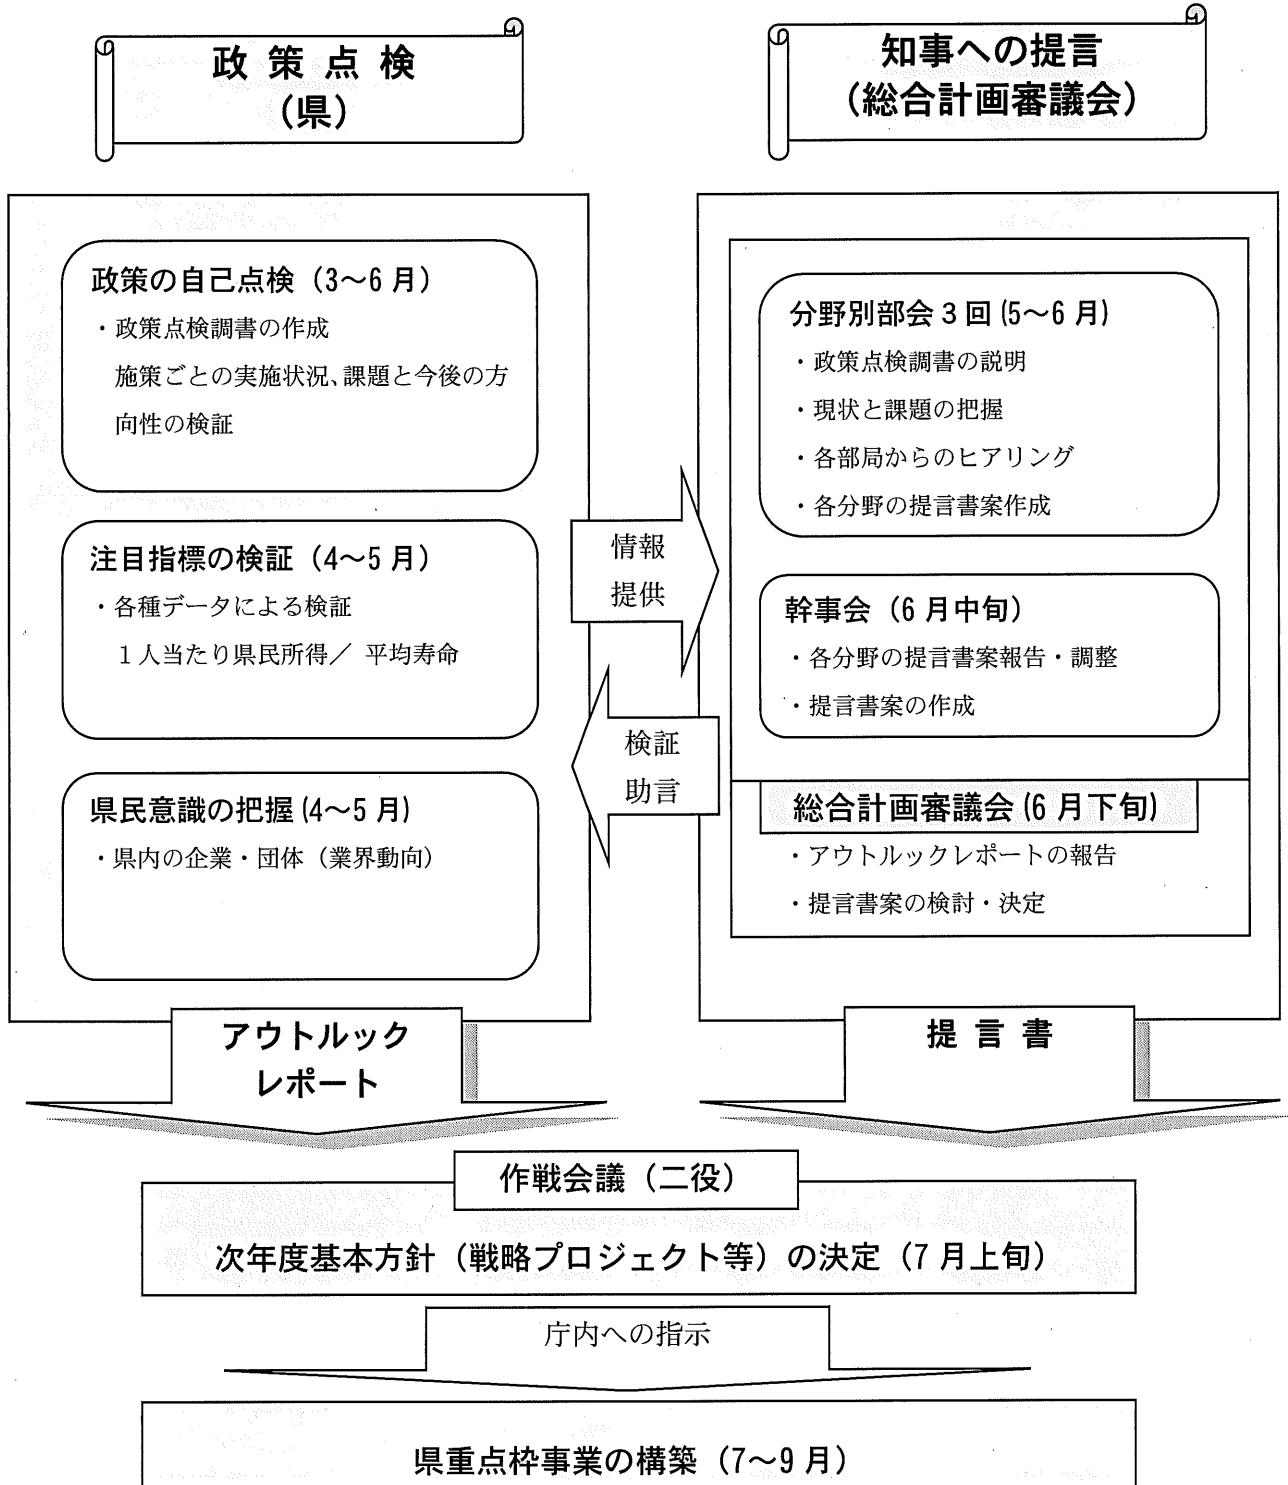 政 策 点 検
(県)
知事への提言
(総合計画審議会)
政策の自己点検（3～6 月）
・政策点検調書の作成
施策ごとの実施状況、課題と今後の方
向性の検証
注目指標の検証（4～5 月）
・各種データによる検証
１人当たり県民所得／ 平均寿命
県民意識の把握 (4～5 月)
・県内の企業・団体（業界動向）
情報
提供
検証
助言
分野別部会 3 回 (5～6 月)
・政策点検調書の説明
・現状と課題の把握
・各部局からのヒアリング
・各分野の提言書案作成
幹事会（6 月中旬）
・各分野の提言書案報告・調整
・提言書案の作成
総合計画審議会 (6 月下旬)
・アウトルックレポートの報告
・提言書案の検討・決定
アウトルック
レポート
提 言 書
作戦会議（二役）
次年度基本方針（戦略プロジェクト等）の決定（7 月上旬）
庁内への指示
県重点枠事業の構築（7～9 月）